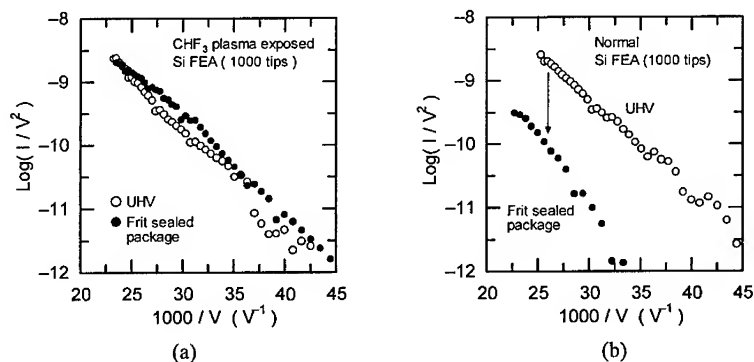 CHF₃ plasma exposed
Si FEA ( 1000 tips )
Log( I / V² )
−8
−9
−10
−11
−12
UHV
Frit sealed
package
20 25 30 35 40 45
1000 / V ( V⁻¹ )
(a)
Normal
Si FEA (1000 tips)
Log( I / V² )
−8
−9
−10
−11
−12
UHV
Frit sealed
package
20 25 30 35 40 45
1000 / V ( V⁻¹ )
(b)